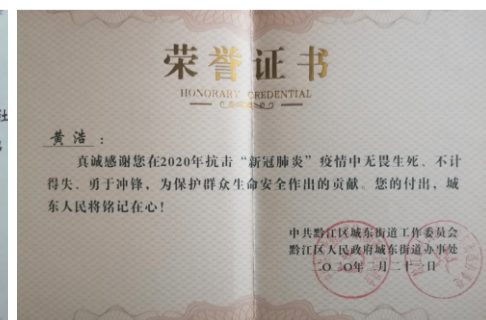 社
荣誉证书
HONORARY CREDENTIAL
黄浩：
真诚感谢您在2020年抗击“新冠肺炎”疫情中无畏生死、不计
得失、勇于冲锋，为保护群众生命安全作出的贡献。您的付出，城
东人民将铭记在心！
中共黔江区城东街道工作委员会
黔江区人民政府城东街道办事处
二〇二〇年二月二十一日